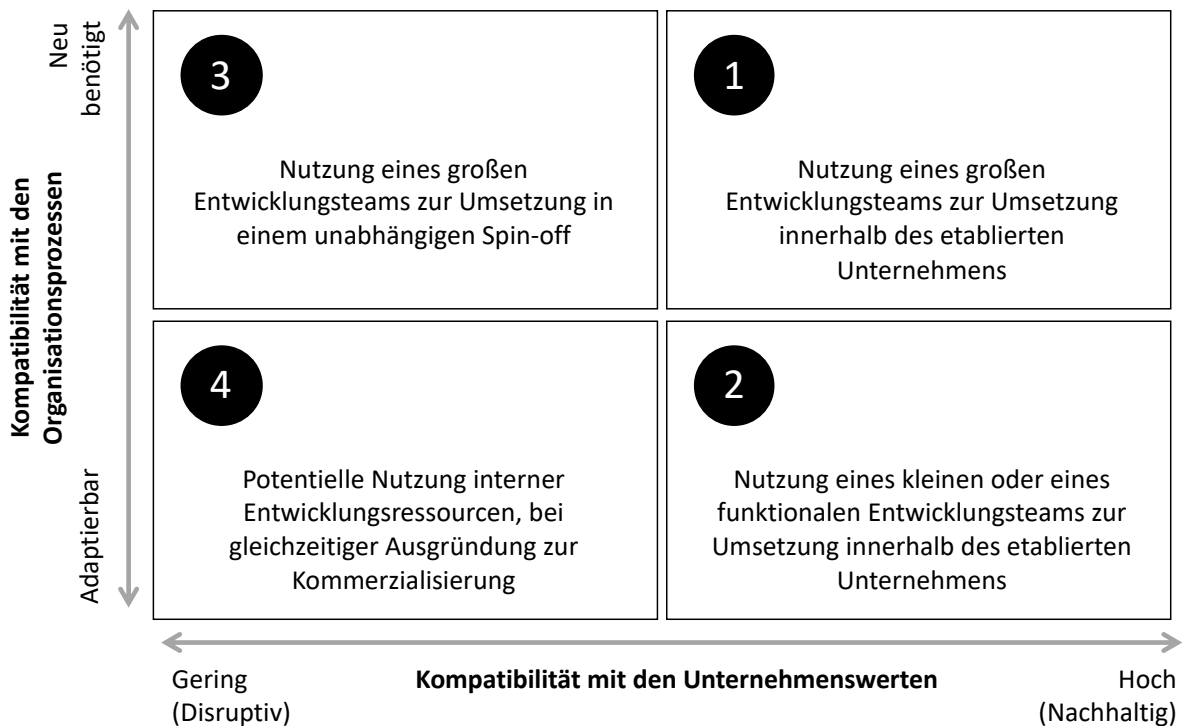 Neu
benötigt
Kompatibilität mit den
Organisationsprozessen
Adaptierbar
3
Nutzung eines großen
Entwicklungsteams zur Umsetzung in
einem unabhängigen Spin-off
1
Nutzung eines großen
Entwicklungsteams zur Umsetzung
innerhalb des etablierten
Unternehmens
4
Potentielle Nutzung interner
Entwicklungsressourcen, bei
gleichzeitiger Ausgründung zur
Kommerzialisierung
2
Nutzung eines kleinen oder eines
funktionalen Entwicklungsteams zur
Umsetzung innerhalb des etablierten
Unternehmens
Gering
(Disruptiv)
Kompatibilität mit den Unternehmenswerten
Hoch
(Nachhaltig)